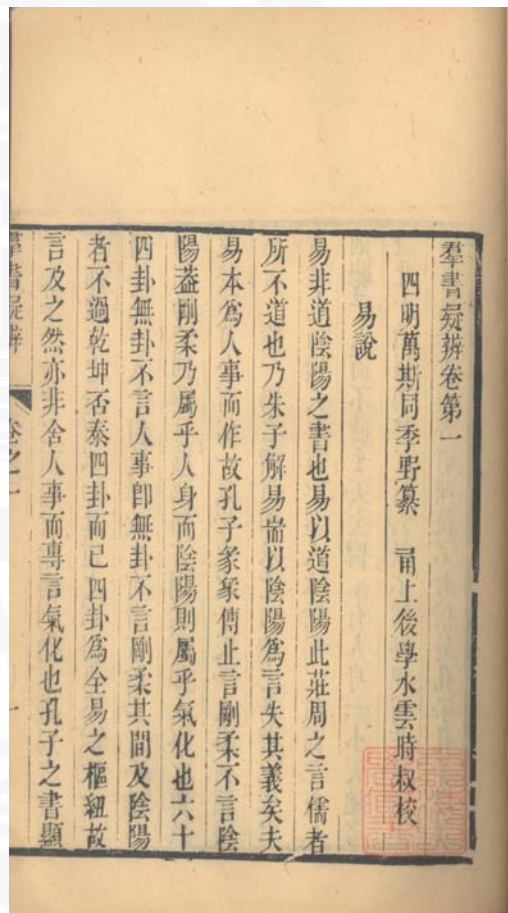 羣書疑辨卷第一
四明萬斯同季野纂 甬上後學水雲時叔校
易說
易非道陰陽之書也易以道陰陽此莊周之言儒者
所不道也乃朱子解易耑以陰陽爲言失其義矣夫
易本爲人事而作故孔子彖象傳止言剛柔不言陰
陽葢剛柔乃屬乎人身而陰陽則屬乎氣化也六十
四卦無卦不言人事卽無卦不言剛柔其間及陰陽
者不過乾坤否泰四卦而已四卦爲全易之樞紐故
言及之然亦非舍人事而專言氣化也孔子之書顯
羣書疑辨 卷之一 一